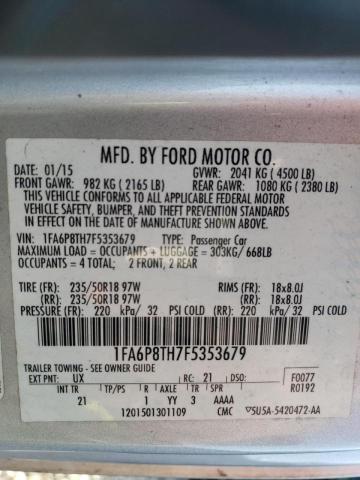 MFD. BY FORD MOTOR CO.
DATE: 01/15 GVWR: 2041 KG ( 4500 LB)
FRONT GAWR: 982 KG ( 2165 LB) REAR GAWR: 1080 KG ( 2380 LB)
THIS VEHICLE CONFORMS TO ALL APPLICABLE FEDERAL MOTOR
VEHICLE SAFETY, BUMPER, AND THEFT PREVENTION STANDARDS
IN EFFECT ON THE DATE OF MANUFACTURE SHOWN ABOVE.
VIN: 1FA6P8TH7F5353679 TYPE: Passenger Car
MAXIMUM LOAD = OCCUPANTS + LUGGAGE = 303KG/ 668LB
OCCUPANTS = 4 TOTAL; 2 FRONT, 2 REAR
TIRE (FR): 235/50R18 97W RIMS (FR): 18x8.0J
(RR): 235/50R18 97W (RR): 18x8.0J
PRESSURE (FR): 220 kPa/ 32 PSI COLD (RR): 220 kPa/ 32 PSI COLD
1FA6P8TH7F5353679
TRAILER TOWING - SEE OWNER GUIDE
EXT PNT: UX RC: 21 DSO: F0077
INT TR TP/PS R AXLE TR SPR R0192
21 1 YY 3 AAAA
1201501301109 CMC SU5A-5420472-AA